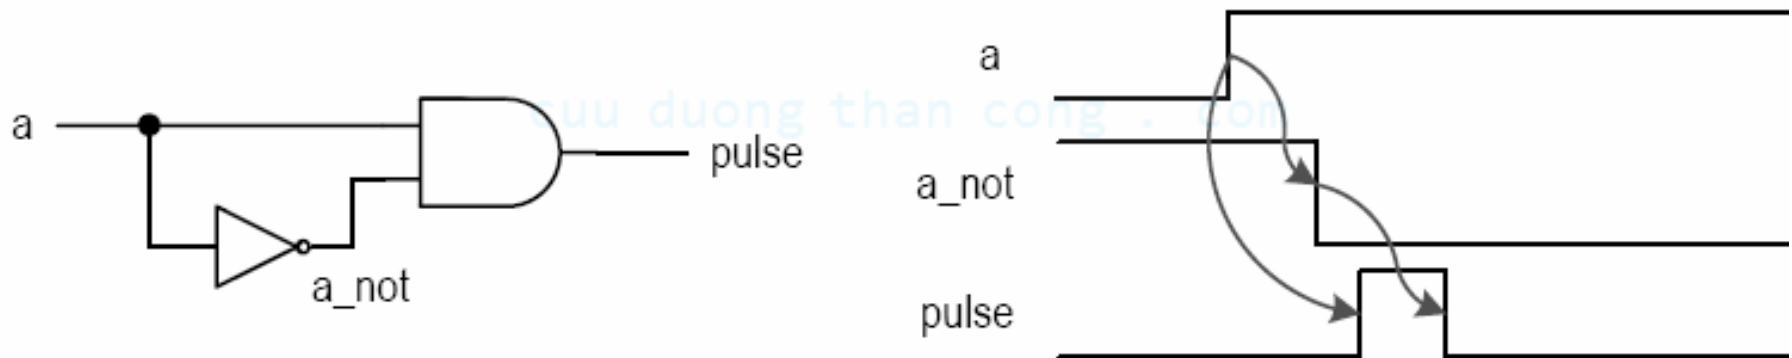 a
a_not
pulse
a
a_not
pulse
cuu duong than cong . com